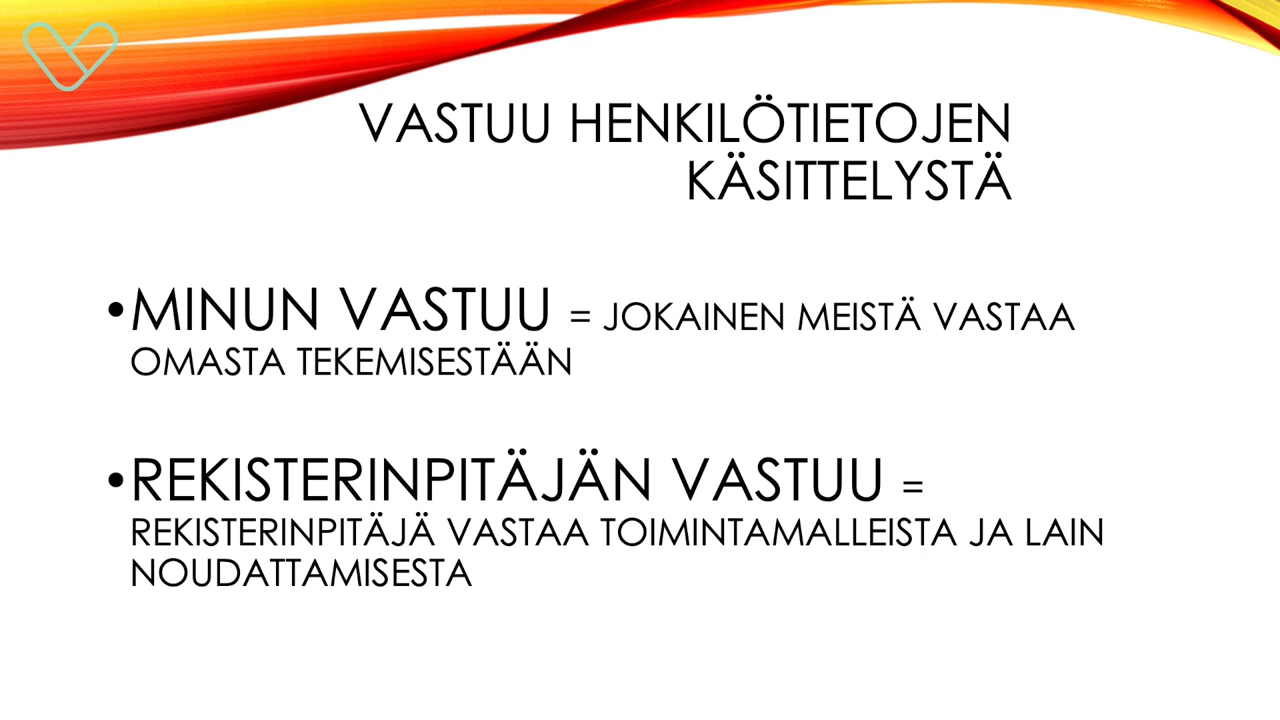 VASTUU HENKILÖTIETOJEN
KÄSITTELYSTÄ
•MINUN VASTUU = JOKAINEN MEISTÄ VASTAA
OMASTA TEKEMISESTÄÄN
•REKISTERINPITÄJÄN VASTUU =
REKISTERINPITÄJÄ VASTAA TOIMINTAMALLEISTA JA LAIN
NOUDATTAMISESTA